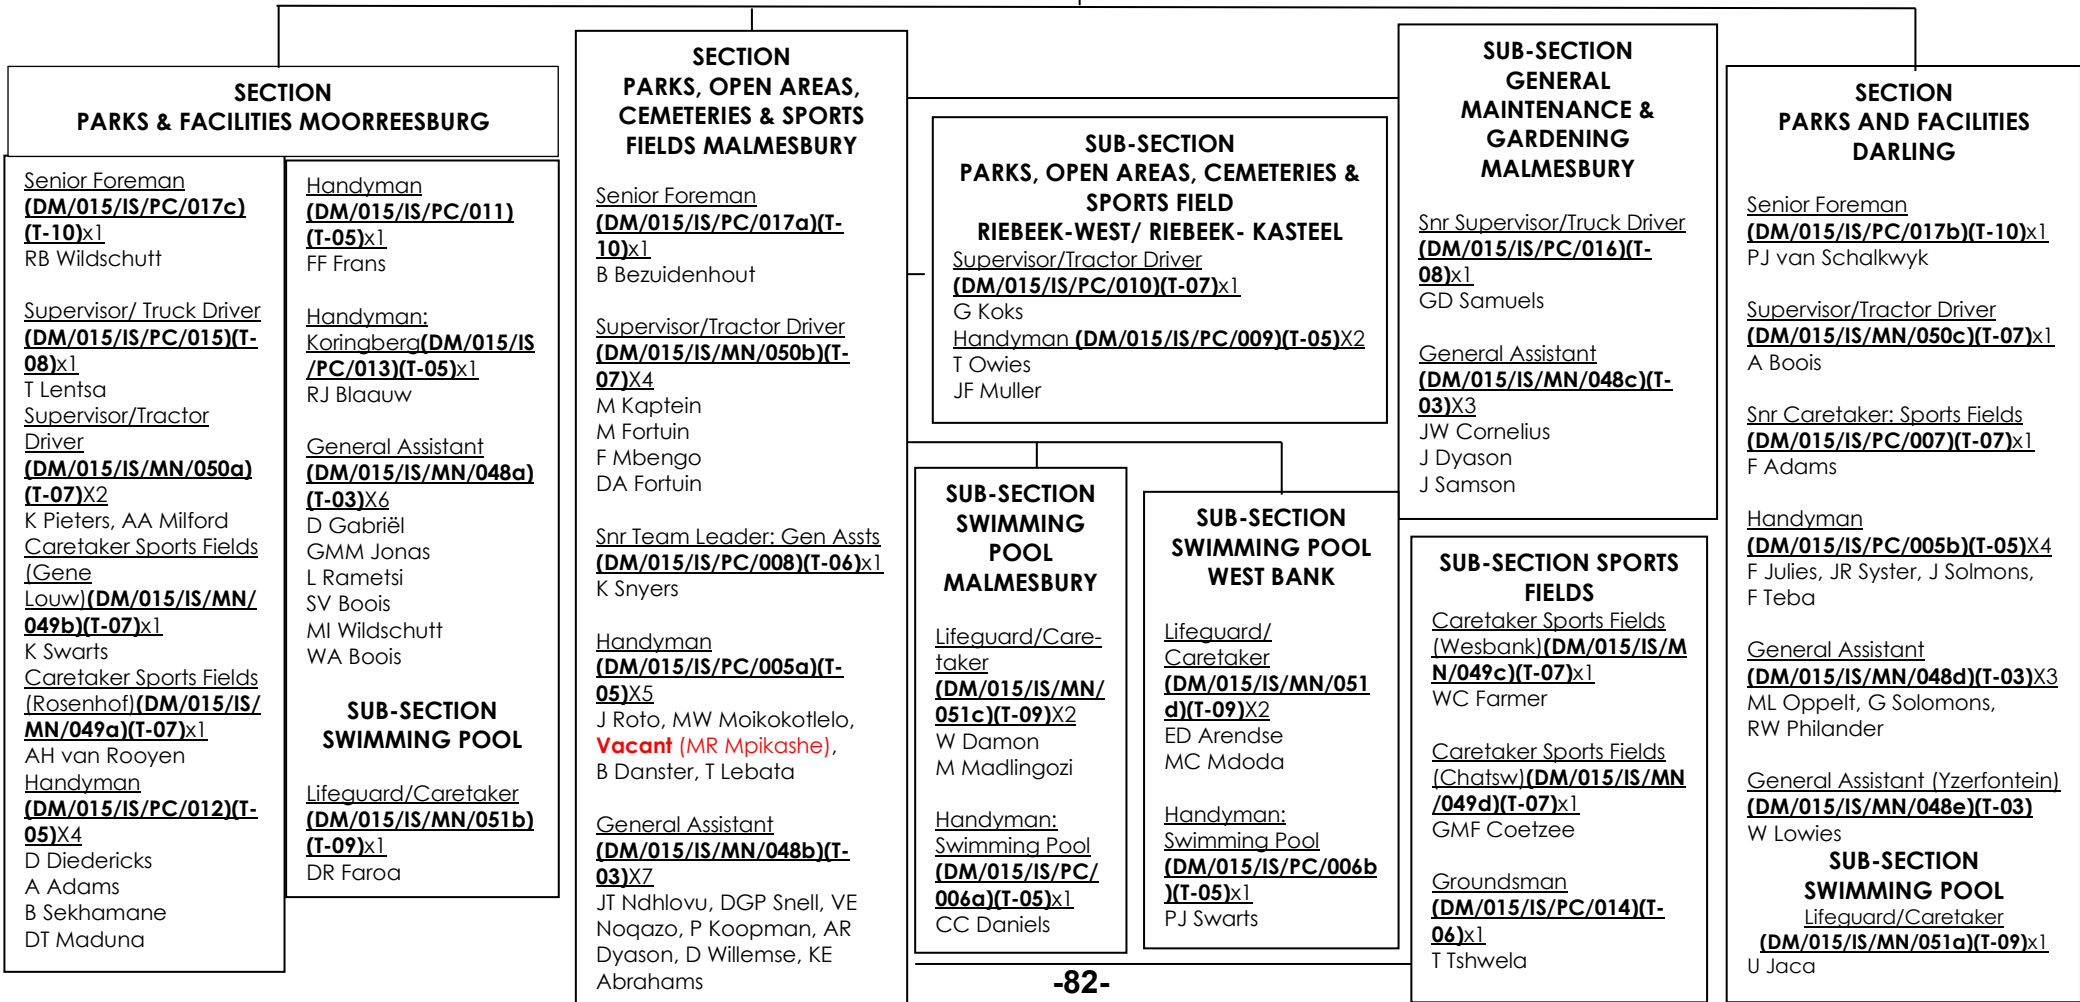 SECTION
PARKS & FACILITIES MOORREESBURG
Senior Foreman
(DM/015/IS/PC/017c)
(T-10)x1
RB Wildschutt
Supervisor/ Truck Driver
(DM/015/IS/PC/015)(T-
08)x1
T Lentsa
Supervisor/Tractor
Driver
(DM/015/IS/MN/050a)
(T-07)X2
K Pieters, AA Milford
Caretaker Sports Fields
(Gene
Louw)(DM/015/IS/MN/
049b)(T-07)x1
K Swarts
Caretaker Sports Fields
(Rosenhof)(DM/015/IS/
MN/049a)(T-07)x1
AH van Rooyen
Handyman
(DM/015/IS/PC/012)(T-
05)X4
D Diedericks
A Adams
B Sekhamane
DT Maduna
Handyman
(DM/015/IS/PC/011)
(T-05)x1
FF Frans
Handyman:
Koringberg(DM/015/IS
/PC/013)(T-05)x1
RJ Blaauw
General Assistant
(DM/015/IS/MN/048a)
(T-03)X6
D Gabriël
GMM Jonas
L Rametsi
SV Boois
MI Wildschutt
WA Boois
SUB-SECTION
SWIMMING POOL
Lifeguard/Caretaker
(DM/015/IS/MN/051b)
(T-09)x1
DR Faroa
SECTION
PARKS, OPEN AREAS,
CEMETERIES & SPORTS
FIELDS MALMESBURY
Senior Foreman
(DM/015/IS/PC/017a)(T-
10)x1
B Bezuidenhout
Supervisor/Tractor Driver
(DM/015/IS/MN/050b)(T-
07)X4
M Kaptein
M Fortuin
F Mbengo
DA Fortuin
Snr Team Leader: Gen Assts
(DM/015/IS/PC/008)(T-06)x1
K Snyers
Handyman
(DM/015/IS/PC/005a)(T-
05)X5
J Roto, MW Moikokotlelo,
Vacant (MR Mpikashe),
B Danster, T Lebata
General Assistant
(DM/015/IS/MN/048b)(T-
03)X7
JT Ndhlovu, DGP Snell, VE
Noqazo, P Koopman, AR
Dyason, D Willemse, KE
Abrahams
SUB-SECTION
PARKS, OPEN AREAS, CEMETERIES &
SPORTS FIELD
RIEBEEK-WEST/ RIEBEEK- KASTEEL
Supervisor/Tractor Driver
(DM/015/IS/PC/010)(T-07)x1
G Koks
Handyman (DM/015/IS/PC/009)(T-05)X2
T Owies
JF Muller
SUB-SECTION
SWIMMING
POOL
MALMESBURY
Lifeguard/Care-
taker
(DM/015/IS/MN/
051c)(T-09)X2
W Damon
M Madlingozi
Handyman:
Swimming Pool
(DM/015/IS/PC/
006a)(T-05)x1
CC Daniels
SUB-SECTION
SWIMMING POOL
WEST BANK
Lifeguard/
Caretaker
(DM/015/IS/MN/051
d)(T-09)X2
ED Arendse
MC Mdoda
Handyman:
Swimming Pool
(DM/015/IS/PC/006b
)(T-05)x1
PJ Swarts
SUB-SECTION
GENERAL
MAINTENANCE &
GARDENING
MALMESBURY
Snr Supervisor/Truck Driver
(DM/015/IS/PC/016)(T-
08)x1
GD Samuels
General Assistant
(DM/015/IS/MN/048c)(T-
03)X3
JW Cornelius
J Dyason
J Samson
SUB-SECTION SPORTS
FIELDS
Caretaker Sports Fields
(Wesbank)(DM/015/IS/M
N/049c)(T-07)x1
WC Farmer
Caretaker Sports Fields
(Chatsw)(DM/015/IS/MN
/049d)(T-07)x1
GMF Coetzee
Groundsman
(DM/015/IS/PC/014)(T-
06)x1
T Tshwela
SECTION
PARKS AND FACILITIES
DARLING
Senior Foreman
(DM/015/IS/PC/017b)(T-10)x1
PJ van Schalkwyk
Supervisor/Tractor Driver
(DM/015/IS/MN/050c)(T-07)x1
A Boois
Snr Caretaker: Sports Fields
(DM/015/IS/PC/007)(T-07)x1
F Adams
Handyman
(DM/015/IS/PC/005b)(T-05)X4
F Julies, JR Syster, J Solmons,
F Teba
General Assistant
(DM/015/IS/MN/048d)(T-03)X3
ML Oppelt, G Solomons,
RW Philander
General Assistant (Yzerfontein)
(DM/015/IS/MN/048e)(T-03)
W Lowies
SUB-SECTION
SWIMMING POOL
Lifeguard/Caretaker
(DM/015/IS/MN/051a)(T-09)x1
U Jaca
-82-